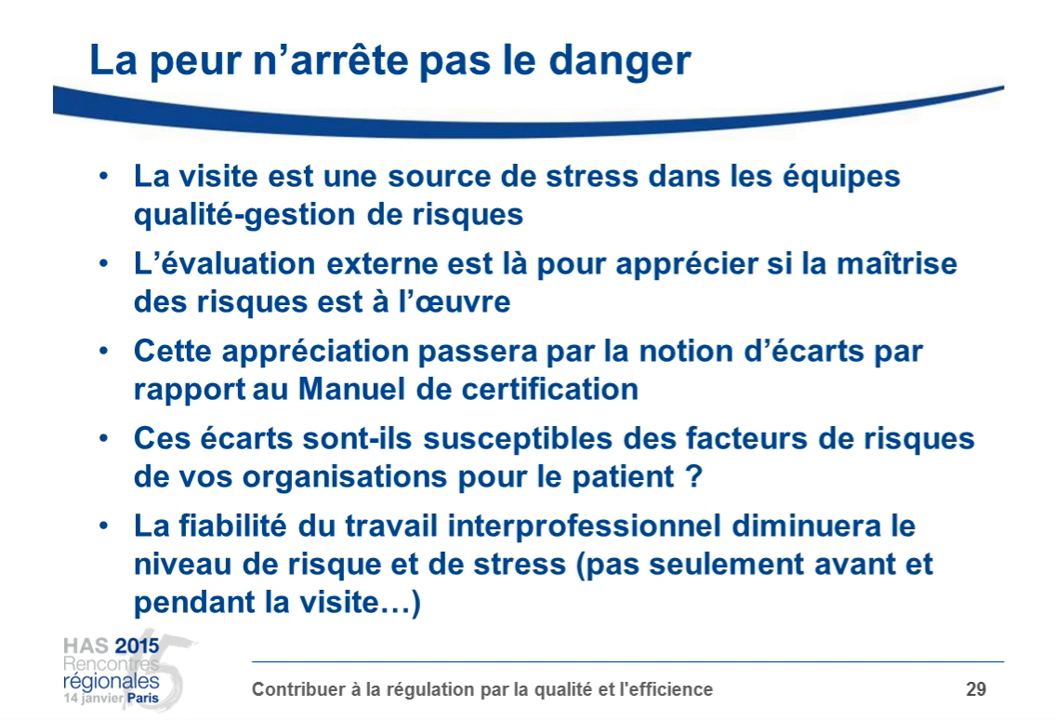 La peur n’arrête pas le danger
• La visite est une source de stress dans les équipes
qualité-gestion de risques
• L’évaluation externe est là pour apprécier si la maîtrise
des risques est à l’œuvre
• Cette appréciation passera par la notion d’écarts par
rapport au Manuel de certification
• Ces écarts sont-ils susceptibles des facteurs de risques
de vos organisations pour le patient ?
• La fiabilité du travail interprofessionnel diminuera le
niveau de risque et de stress (pas seulement avant et
pendant la visite…)
HAS 2015
Rencontres
régionales
14 janvier Paris
15
Contribuer à la régulation par la qualité et l'efficience
29